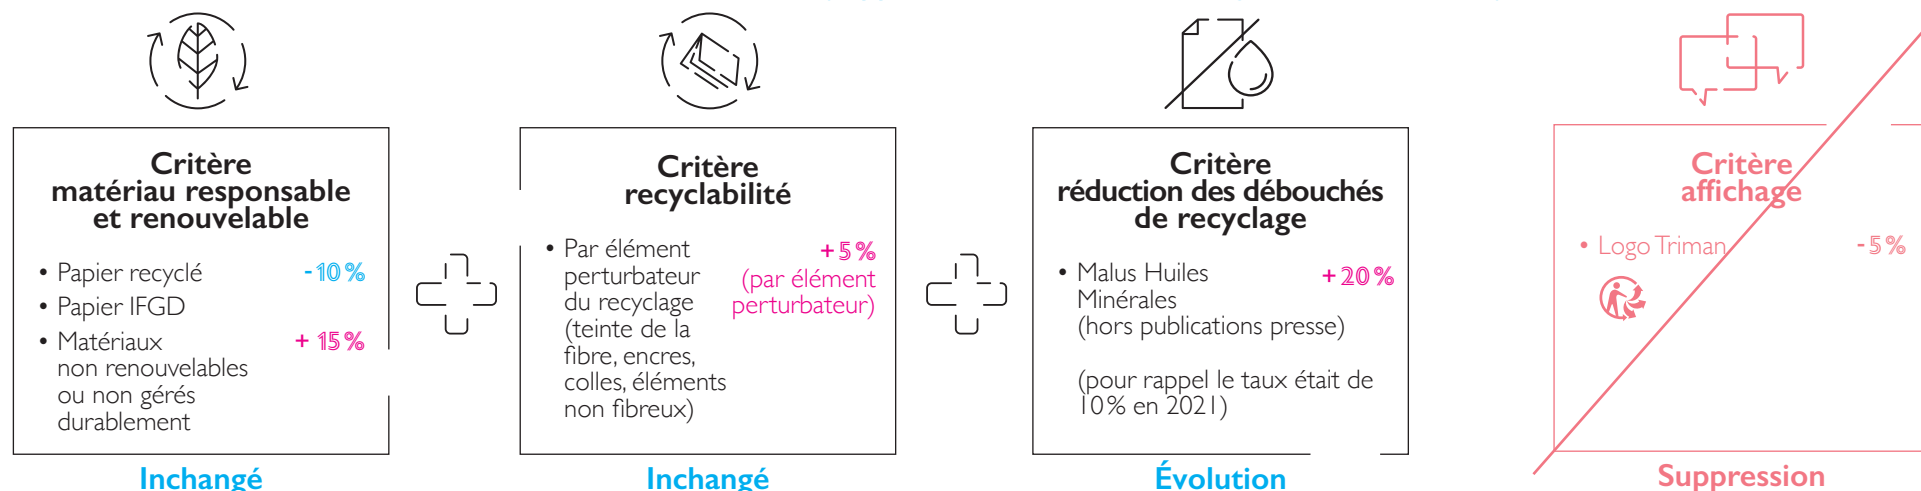 Critère
matériau responsable
et renouvelable
• Papier recyclé -10 %
• Papier IFGD
• Matériaux + 15 %
non renouvelables
ou non gérés
durablement
Inchangé
Critère
recyclabilité
• Par élément +5 %
perturbateur (par élément
du recyclage perturbateur)
(teinte de la
fibre, encres,
colles, éléments
non fibreux)
Inchangé
Critère
réduction des débouchés
de recyclage
• Malus Huiles +20 %
Minérales
(hors publications presse)
(pour rappel le taux était de
10% en 2021)
Évolution
Critère
affichage
• Logo Triman -5 %
Suppression